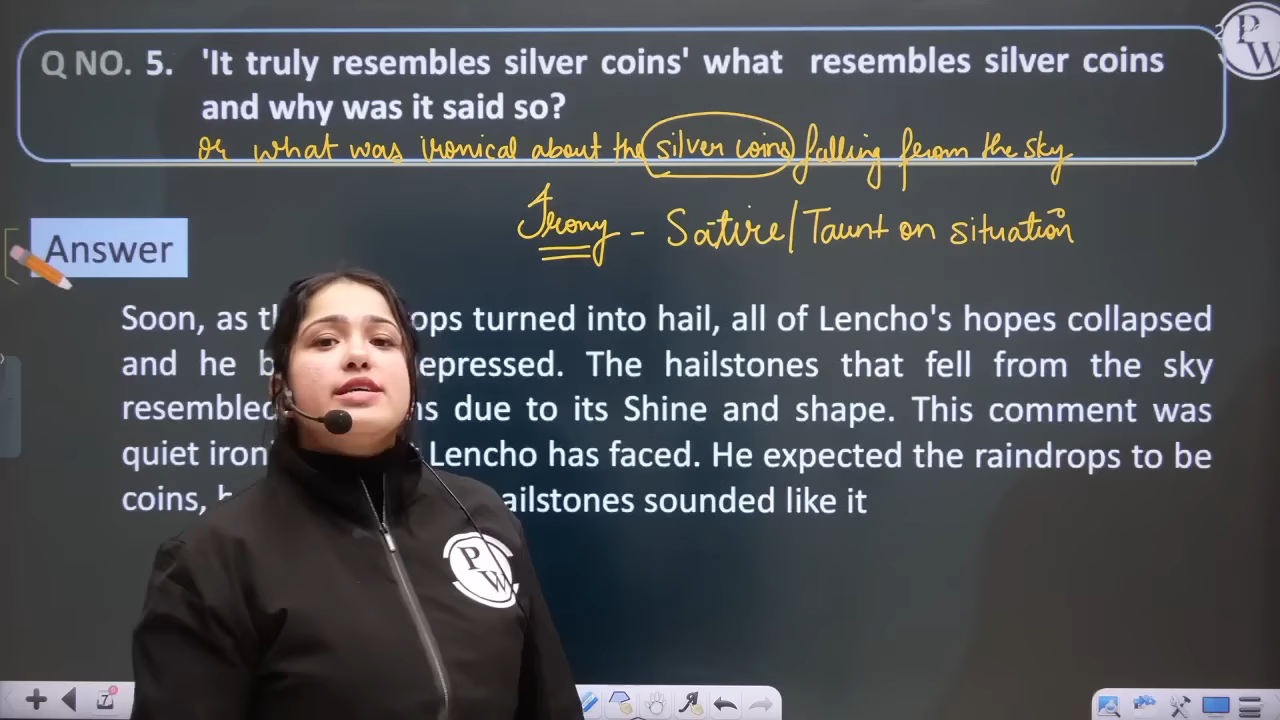 Q NO. 5. 'It truly resembles silver coins' what resembles silver coins
and why was it said so?
or what was ironical about the silver coins falling from the sky
Irony - Satire/Taunt on situation
Answer
Soon, as ops turned into hail, all of Lencho's hopes collapsed
and he epressed. The hailstones that fell from the sky
resembled due to its Shine and shape. This comment was
quiet iron Lencho has faced. He expected the raindrops to be
coins, ailstones sounded like it
PW
PW